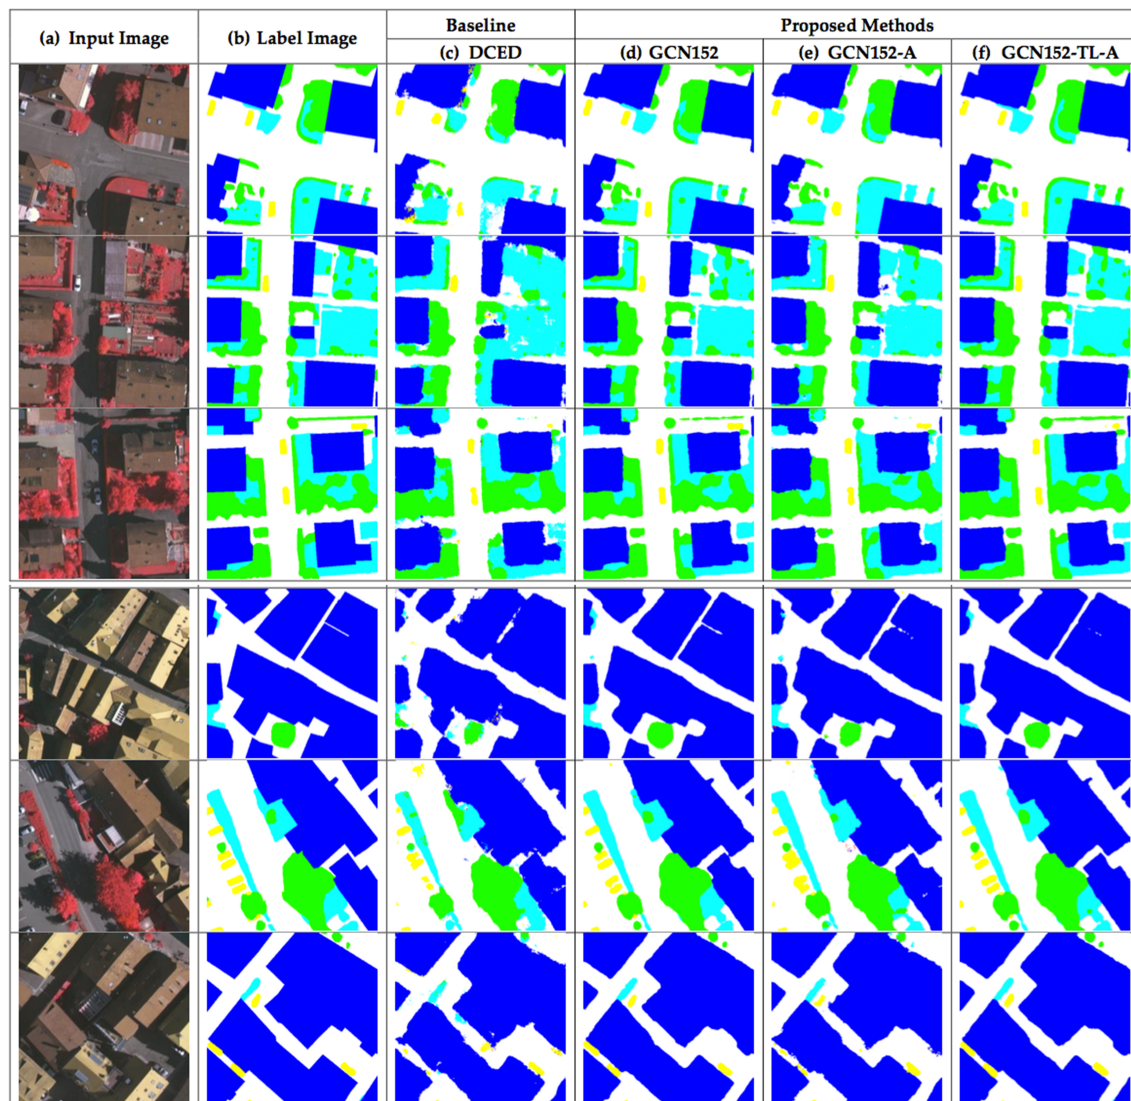 Baseline
Proposed Methods
(a) Input Image
(b) Label Image
(c) DCED
(d) GCN152
(e) GCN152-A
(f) GCN152-TL-A